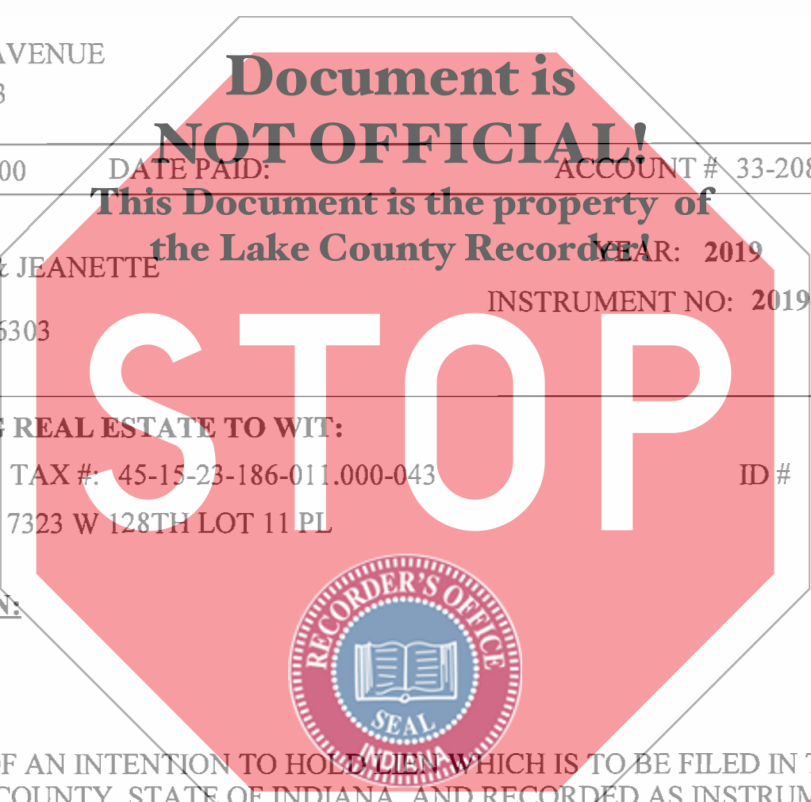 AVENUE
Document is
3
NOT OFFICIAL!
00 DATE PAID: ACCOUNT # 33-208
This Document is the property of
the Lake County Recorder!
YEAR: 2019
& JEANETTE
INSTRUMENT NO: 2019
6303
STOP
G REAL ESTATE TO WIT:
TAX #: 45-15-23-186-011.000-043 ID #
7323 W 128TH LOT 11 PL
N:
RECORDER'S OFFICE
SEAL
INDIANA
OF AN INTENTION TO HOLD LIEN WHICH IS TO BE FILED IN T
COUNTY, STATE OF INDIANA, AND RECORDED AS INSTRUM